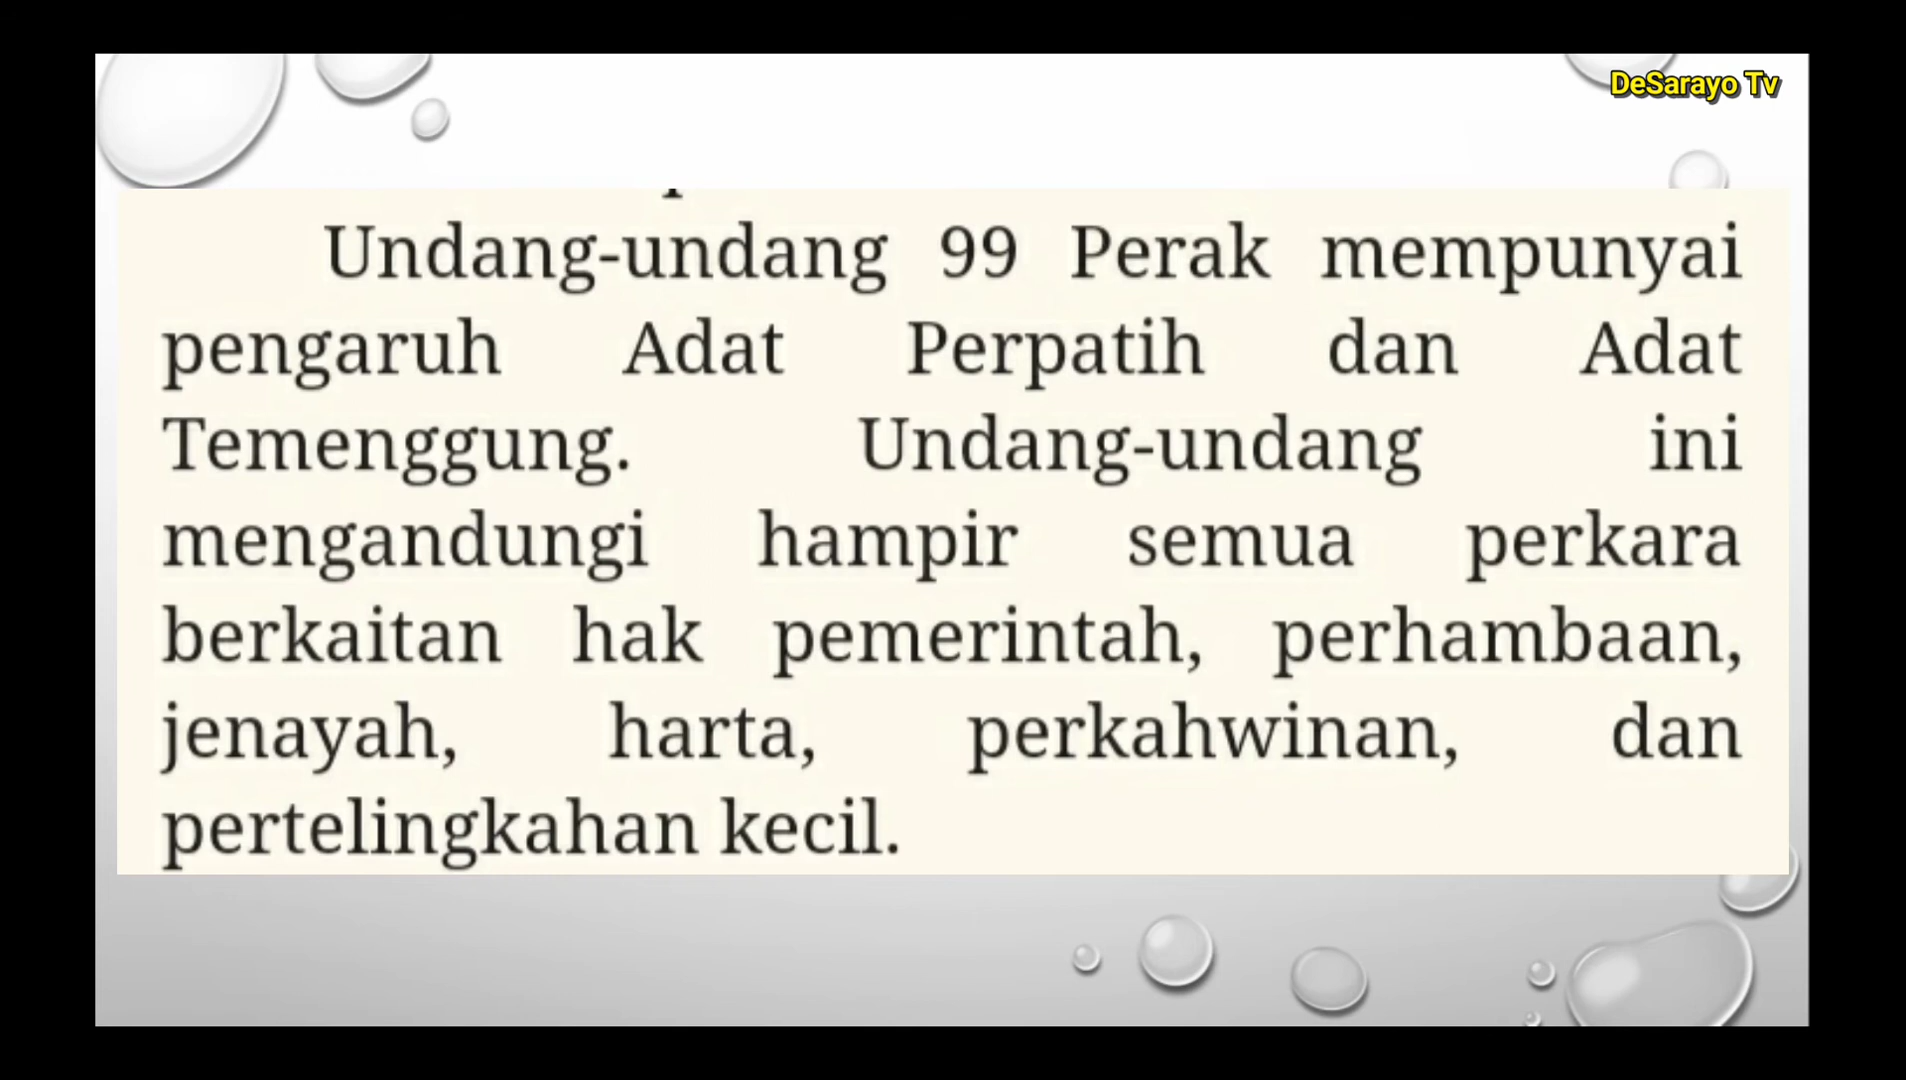 DeSarayo Tv
Undang-undang 99 Perak mempunyai
pengaruh Adat Perpatih dan Adat
Temenggung. Undang-undang ini
mengandungi hampir semua perkara
berkaitan hak pemerintah, perhambaan,
jenayah, harta, perkahwinan, dan
pertelingkahan kecil.